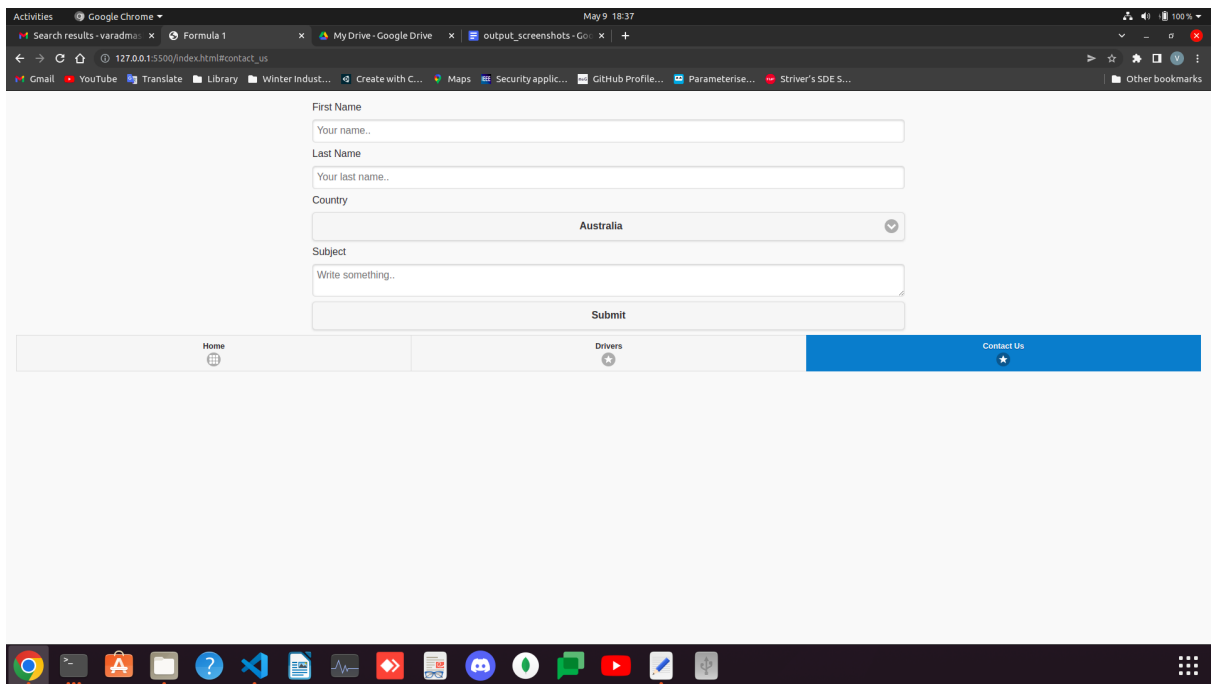 Activities Google Chrome May 9 18:37 100 %
Search results - varadmas Formula 1 My Drive - Google Drive output_screenshots - Goo
127.0.0.1:5500/index.html#contact_us
Gmail YouTube Translate Library Winter Indust... Create with C... Maps Security applic... GitHub Profile... Parameterise... Striver's SDE S... Other bookmarks
First Name
Your name..
Last Name
Your last name..
Country
Australia
Subject
Write something..
Submit
Home Drivers Contact Us